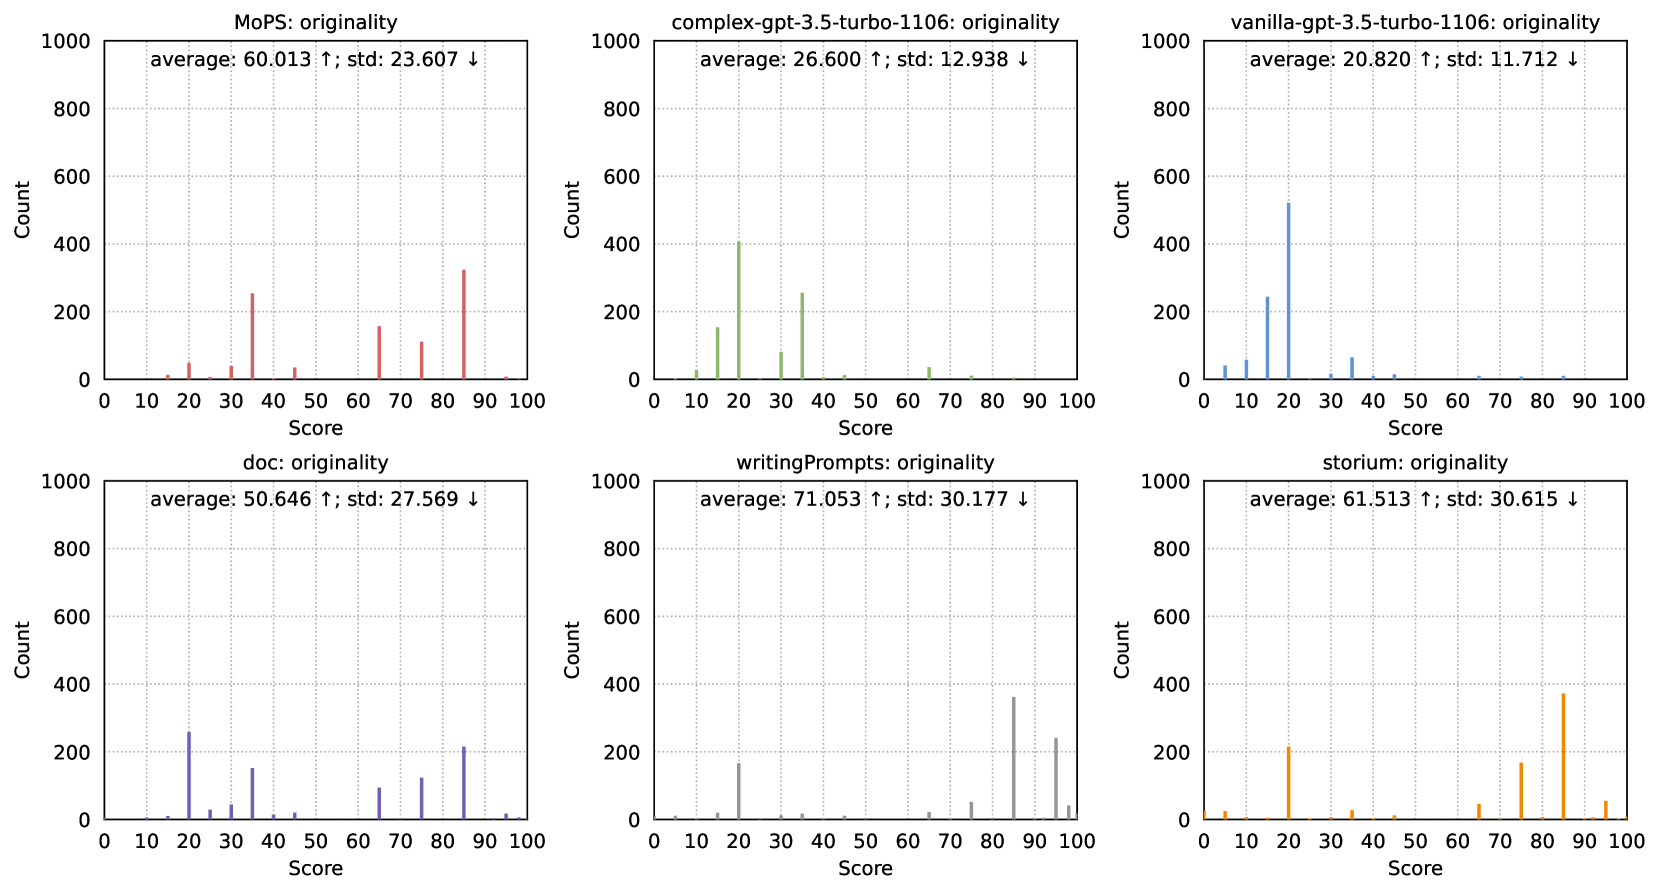 MoPS: originality
average: 60.013 ↑; std: 23.607 ↓
1000
800
600
400
200
0
Count
0 10 20 30 40 50 60 70 80 90 100
Score
complex-gpt-3.5-turbo-1106: originality
average: 26.600 ↑; std: 12.938 ↓
1000
800
600
400
200
0
Count
0 10 20 30 40 50 60 70 80 90 100
Score
vanilla-gpt-3.5-turbo-1106: originality
average: 20.820 ↑; std: 11.712 ↓
1000
800
600
400
200
0
Count
0 10 20 30 40 50 60 70 80 90 100
Score
doc: originality
average: 50.646 ↑; std: 27.569 ↓
1000
800
600
400
200
0
Count
0 10 20 30 40 50 60 70 80 90 100
Score
writingPrompts: originality
average: 71.053 ↑; std: 30.177 ↓
1000
800
600
400
200
0
Count
0 10 20 30 40 50 60 70 80 90 100
Score
storium: originality
average: 61.513 ↑; std: 30.615 ↓
1000
800
600
400
200
0
Count
0 10 20 30 40 50 60 70 80 90 100
Score